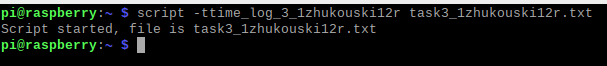 pi@raspberry:~ $ script -ttime_log_3_1zhukouski12r task3_1zhukouski12r.txt
Script started, file is task3_1zhukouski12r.txt
pi@raspberry:~ $